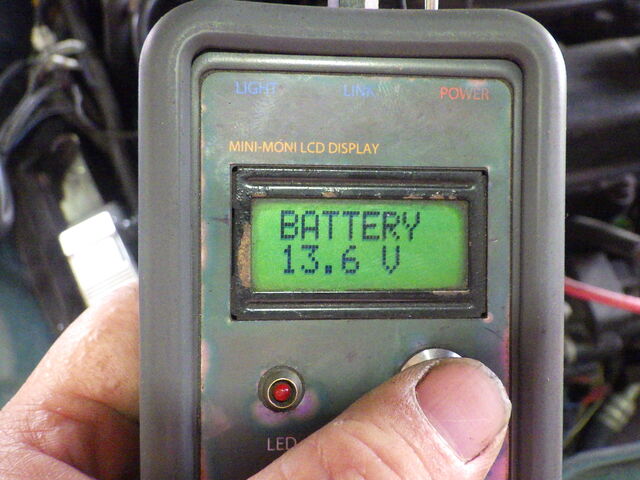 LIGHT LINK POWER
MINI-MONI LCD DISPLAY
BATTERY
13.6 V
LED